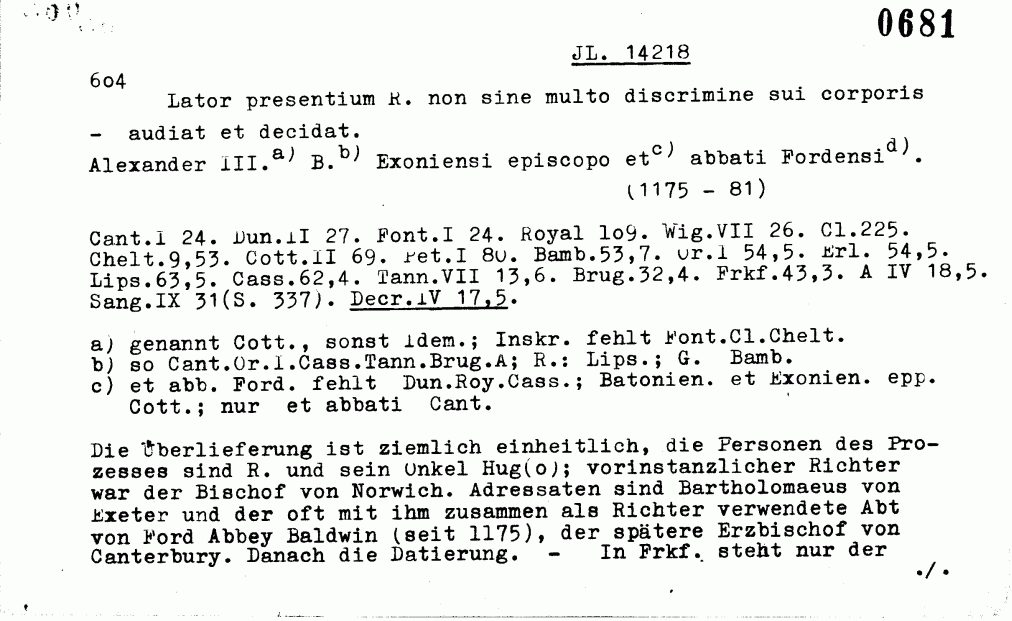 0681
JL. 14218
6o4
Lator presentium R. non sine multo discrimine sui corporis
- audiat et decidat.
Alexander III.a) B.b) Exoniensi episcopo etc) abbati Fordensid).
(1175 - 81)
Cant.I 24. Dun.II 27. Font.I 24. Royal 1o9. Wig.VII 26. Cl.225.
Chelt.9,53. Cott.II 69. Pet.I 80. Bamb.53,7. Or.I 54,5. Erl. 54,5.
Lips.63,5. Cass.62,4. Tann.VII 13,6. Brug.32,4. Frkf.43,3. A IV 18,5.
Sang.IX 31(S. 337). Decr.IV 17,5.
a) genannt Cott., sonst idem.; Inskr. fehlt Font.Cl.Chelt.
b) so Cant.Or.I.Cass.Tann.Brug.A; R.: Lips.; G. Bamb.
c) et abb. Ford. fehlt Dun.Roy.Cass.; Batonien. et Exonien. epp.
Cott.; nur et abbati Cant.
Die Überlieferung ist ziemlich einheitlich, die Personen des Pro-
zesses sind R. und sein Onkel Hug(o); vorinstanzlicher Richter
war der Bischof von Norwich. Adressaten sind Bartholomaeus von
Exeter und der oft mit ihm zusammen als Richter verwendete Abt
von Ford Abbey Baldwin (seit 1175), der spätere Erzbischof von
Canterbury. Danach die Datierung. - In Frkf. steht nur der
./.